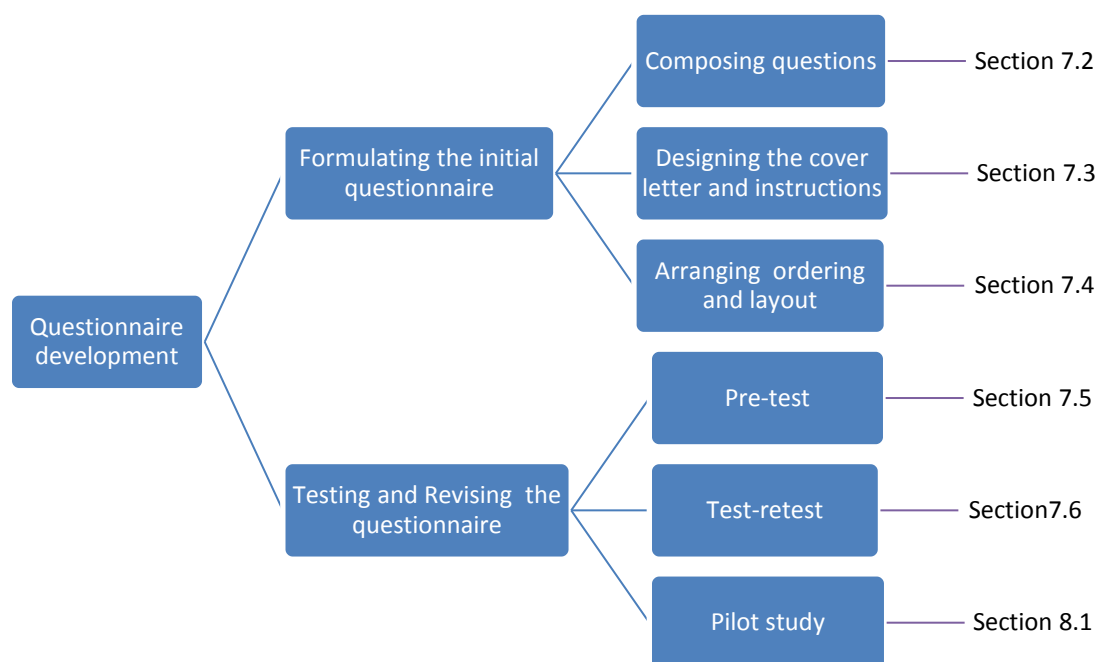 Composing questions
Section 7.2
Formulating the initial
questionnaire
Designing the cover
letter and instructions
Section 7.3
Arranging  ordering
and layout
Section 7.4
Questionnaire
development
Pre-test
Section 7.5
Testing and Revising  the
questionnaire
Test-retest
Section7.6
Pilot study
Section 8.1